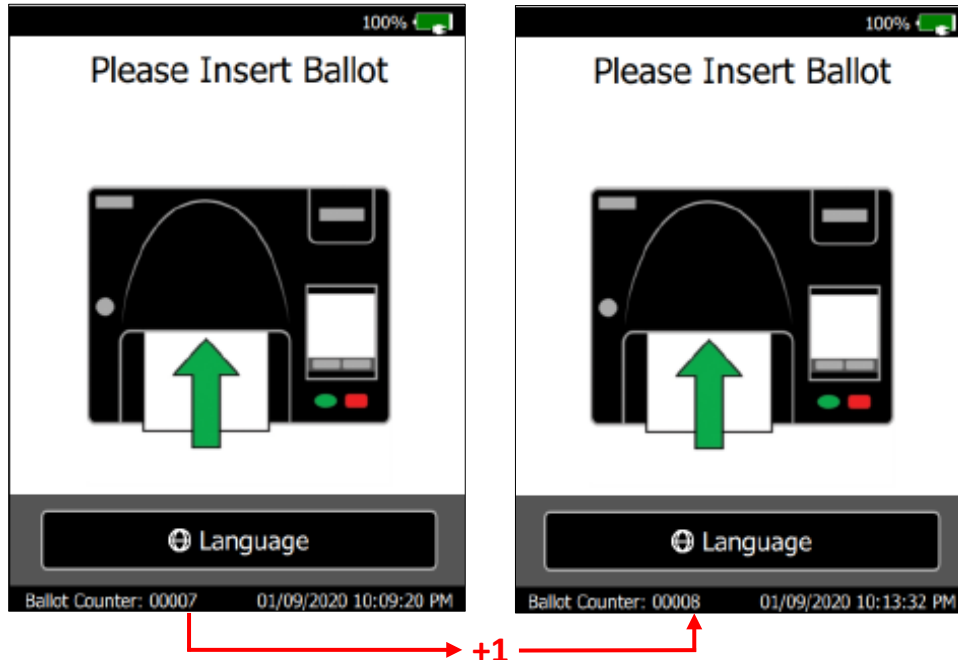 100%
Please Insert Ballot
Language
Ballot Counter: 00007 01/09/2020 10:09:20 PM
100%
Please Insert Ballot
Language
Ballot Counter: 00008 01/09/2020 10:13:32 PM
+1